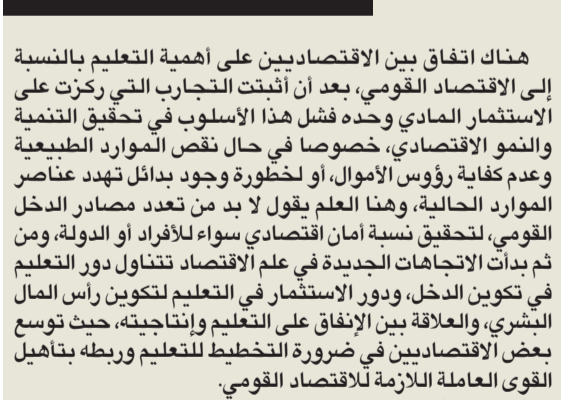 هناك اتفاق بين الاقتصاديين على أهمية التعليم بالنسبة
إلى الاقتصاد القومي، بعد أن أثبتت التجارب التي ركزت على
الاستثمار المادي وحده فشل هذا الأسلوب في تحقيق التنمية
والنمو الاقتصادي، خصوصا في حال نقص الموارد الطبيعية
وعدم كفاية رؤوس الأموال، أو لخطورة وجود بدائل تهدد عناصر
الموارد الحالية، وهنا العلم يقول لا بد من تعدد مصادر الدخل
القومي، لتحقيق نسبة أمان اقتصادي سواء للأفراد أو الدولة، ومن
ثم بدأت الاتجاهات الجديدة في علم الاقتصاد تتناول دور التعليم
في تكوين الدخل، ودور الاستثمار في التعليم لتكوين رأس المال
البشري، والعلاقة بين الإنفاق على التعليم وإنتاجيته، حيث توسع
بعض الاقتصاديين في ضرورة التخطيط للتعليم وربطه بتأهيل
القوى العاملة اللازمة للاقتصاد القومي.